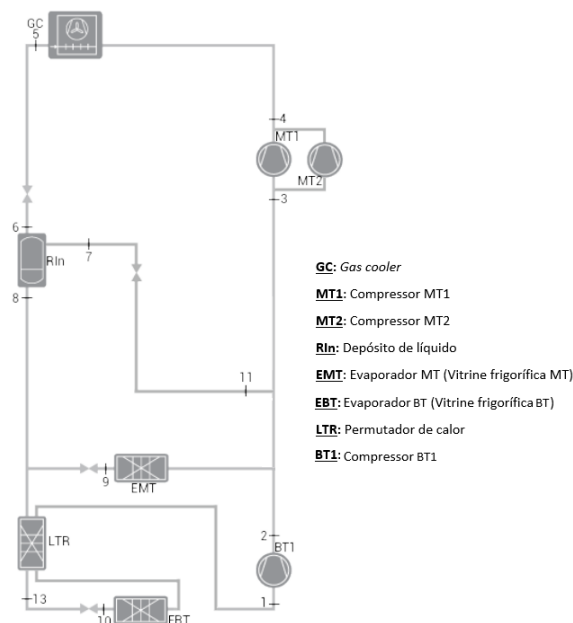 GC
5
4
MT1
MT2
3
6
RIn
7
8
11
9
EMT
2
BT1
LTR
13
10
EBT
1
GC: Gas cooler
MT1: Compressor MT1
MT2: Compressor MT2
RIn: Depósito de líquido
EMT: Evaporador MT (Vitrine frigorífica MT)
EBT: Evaporador BT (Vitrine frigorífica BT)
LTR: Permutador de calor
BT1: Compressor BT1